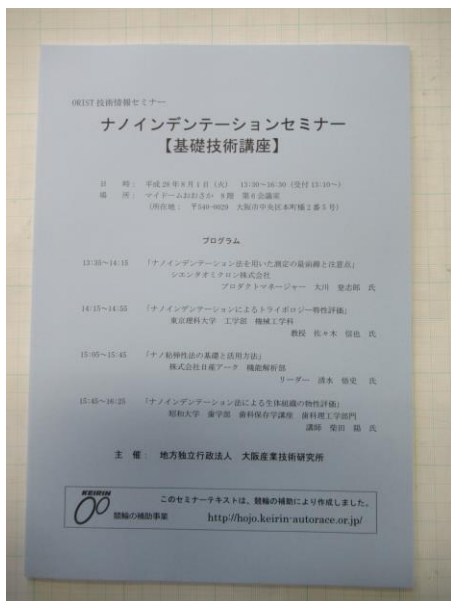 ORIST 技術情報セミナー
ナノインデンテーションセミナー
【基礎技術講座】
日 時： 平成 29 年 8 月 1 日（火） 13:30～16:30（受付 13:10～）
場 所： マイドームおおさか 8 階 第 6 会議室
（所在地： 〒540-0029 大阪市中央区本町橋 2 番 5 号）
プログラム
13:35～14:15 「ナノインデンテーション法を用いた測定の最前線と注意点」
シエンタオミクロン株式会社
プロダクトマネージャー 大川 登志郎 氏
14:15～14:55 「ナノインデンテーションによるトライボロジー特性評価」
東京理科大学 工学部 機械工学科
教授 佐々木 信也 氏
15:05～15:45 「ナノ粘弾性法の基礎と活用方法」
株式会社日産アーク 機能解析部
リーダー 清水 悟史 氏
15:45～16:25 「ナノインデンテーション法による生体組織の物性評価」
昭和大学 歯学部 歯科保存学講座 歯科理工学部門
講師 柴田 陽 氏
主 催： 地方独立行政法人 大阪産業技術研究所
KEIRIN
このセミナーテキストは、競輪の補助により作成しました。
競輪の補助事業 http://hojo.keirin-autorace.or.jp/